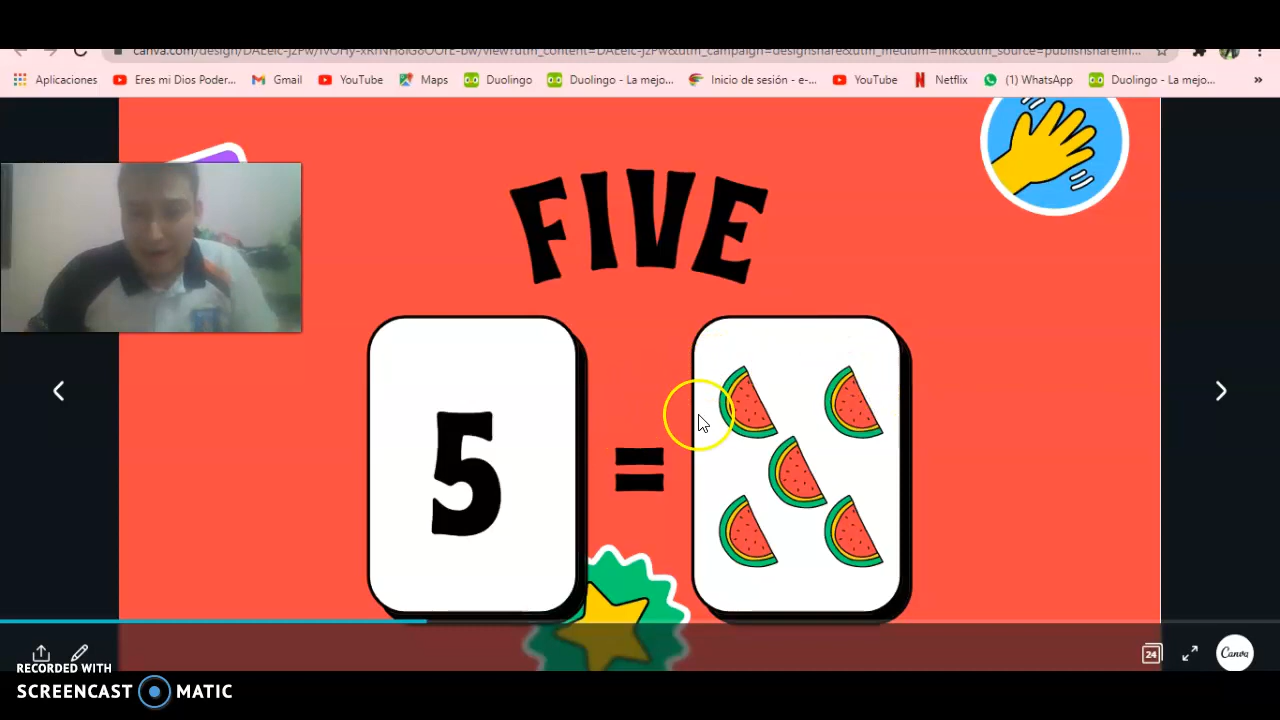 Aplicaciones Eres mi Dios Poder... Gmail YouTube Maps Duolingo Duolingo - La mejo... Inicio de sesión - e-... YouTube Netflix (1) WhatsApp Duolingo - La mejo... »
FIVE
5 =
24 Canva
RECORDED WITH
SCREENCAST MATIC